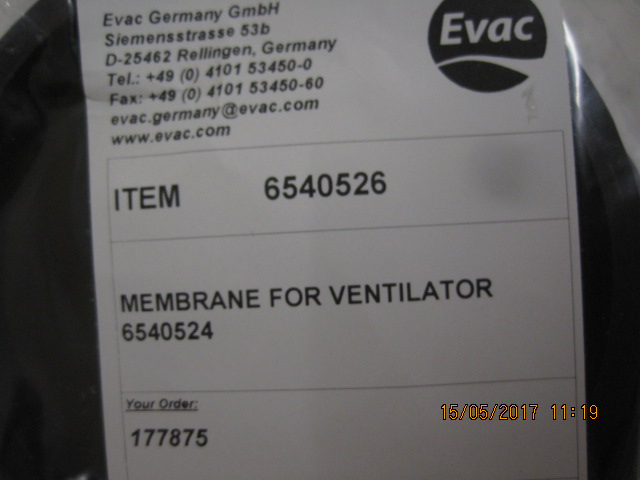 Evac Germany GmbH
Siemensstrasse 53b
D-25462 Rellingen, Germany
Tel.: +49 (0) 4101 53450-0
Fax: +49 (0) 4101 53450-60
evac.germany@evac.com
www.evac.com
Evac
ITEM 6540526
MEMBRANE FOR VENTILATOR
6540524
Your Order:
177875
15/05/2017 11:19